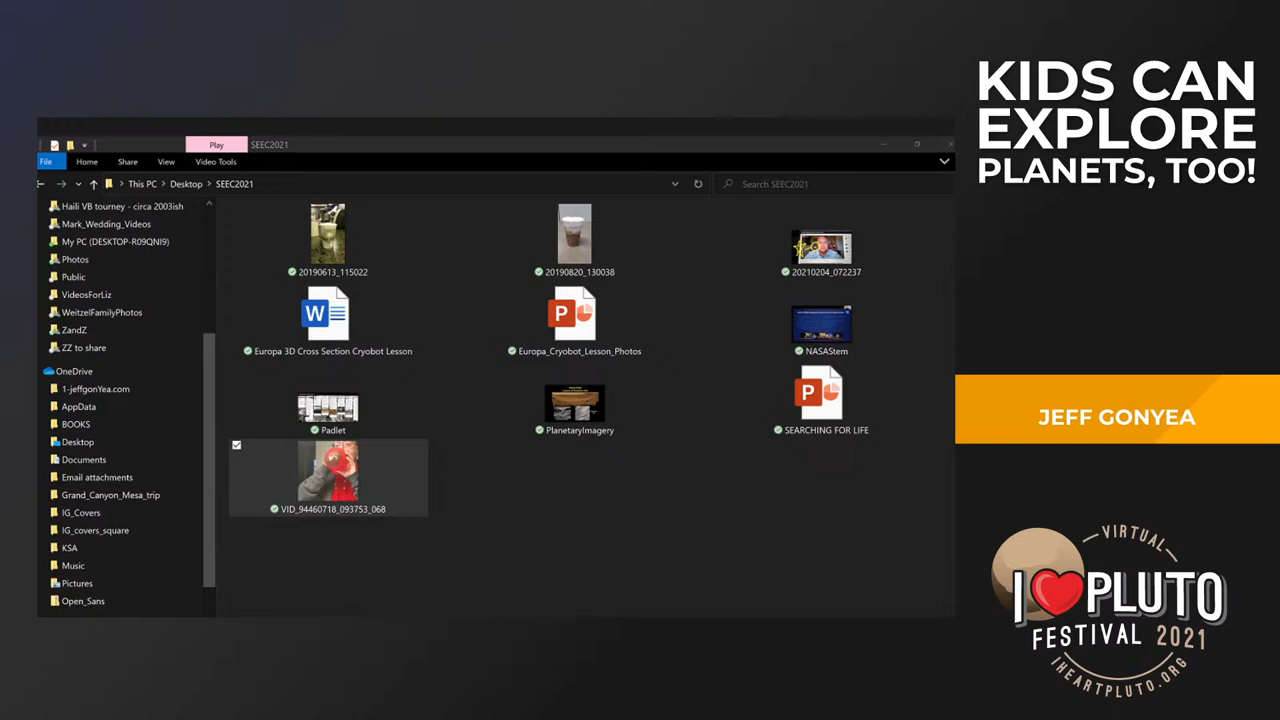 Play
SEEC2021
File
Home
Share
View
Video Tools
This PC
Desktop
SEEC2021
Search SEEC2021
Haili VB tourney - circa 2003ish
Mark_Wedding_Videos
My PC (DESKTOP-R09QNI9)
Photos
Public
VideosForLiz
WeitzelFamilyPhotos
ZandZ
ZZ to share
OneDrive
1-jeffgonYea.com
AppData
BOOKS
Desktop
Documents
Email attachments
Grand_Canyon_Mesa_trip
IG_Covers
IG_covers_square
KSA
Music
Pictures
Open_Sans
20190613_115022
20190820_130038
20210204_072237
W
P
Europa 3D Cross Section Cryobot Lesson
Europa_Cryobot_Lesson_Photos
NASAStem
P
Padlet
PlanetaryImagery
SEARCHING FOR LIFE
VID_94460718_093753_068
KIDS CAN
EXPLORE
PLANETS, TOO!
JEFF GONYEA
VIRTUAL
I PLUTO
FESTIVAL 2021
IHEARTPLUTO.ORG